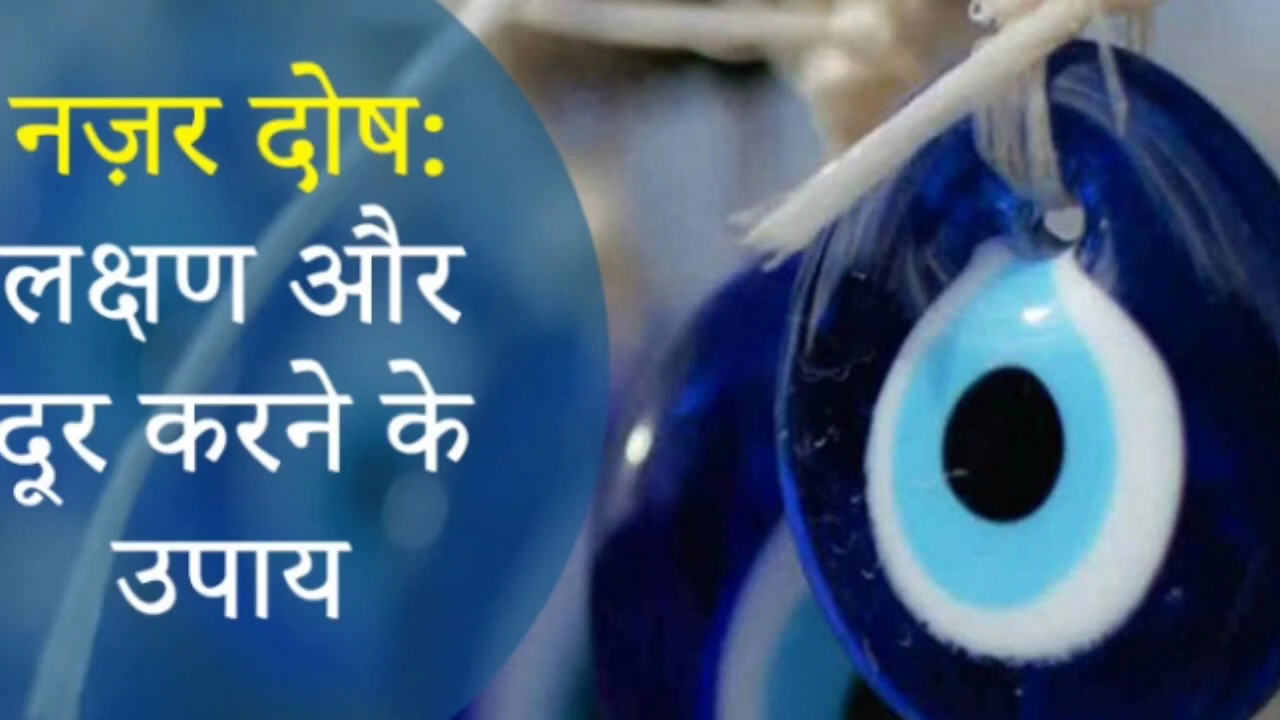 नज़र दोष:
लक्षण और
दूर करने के
उपाय